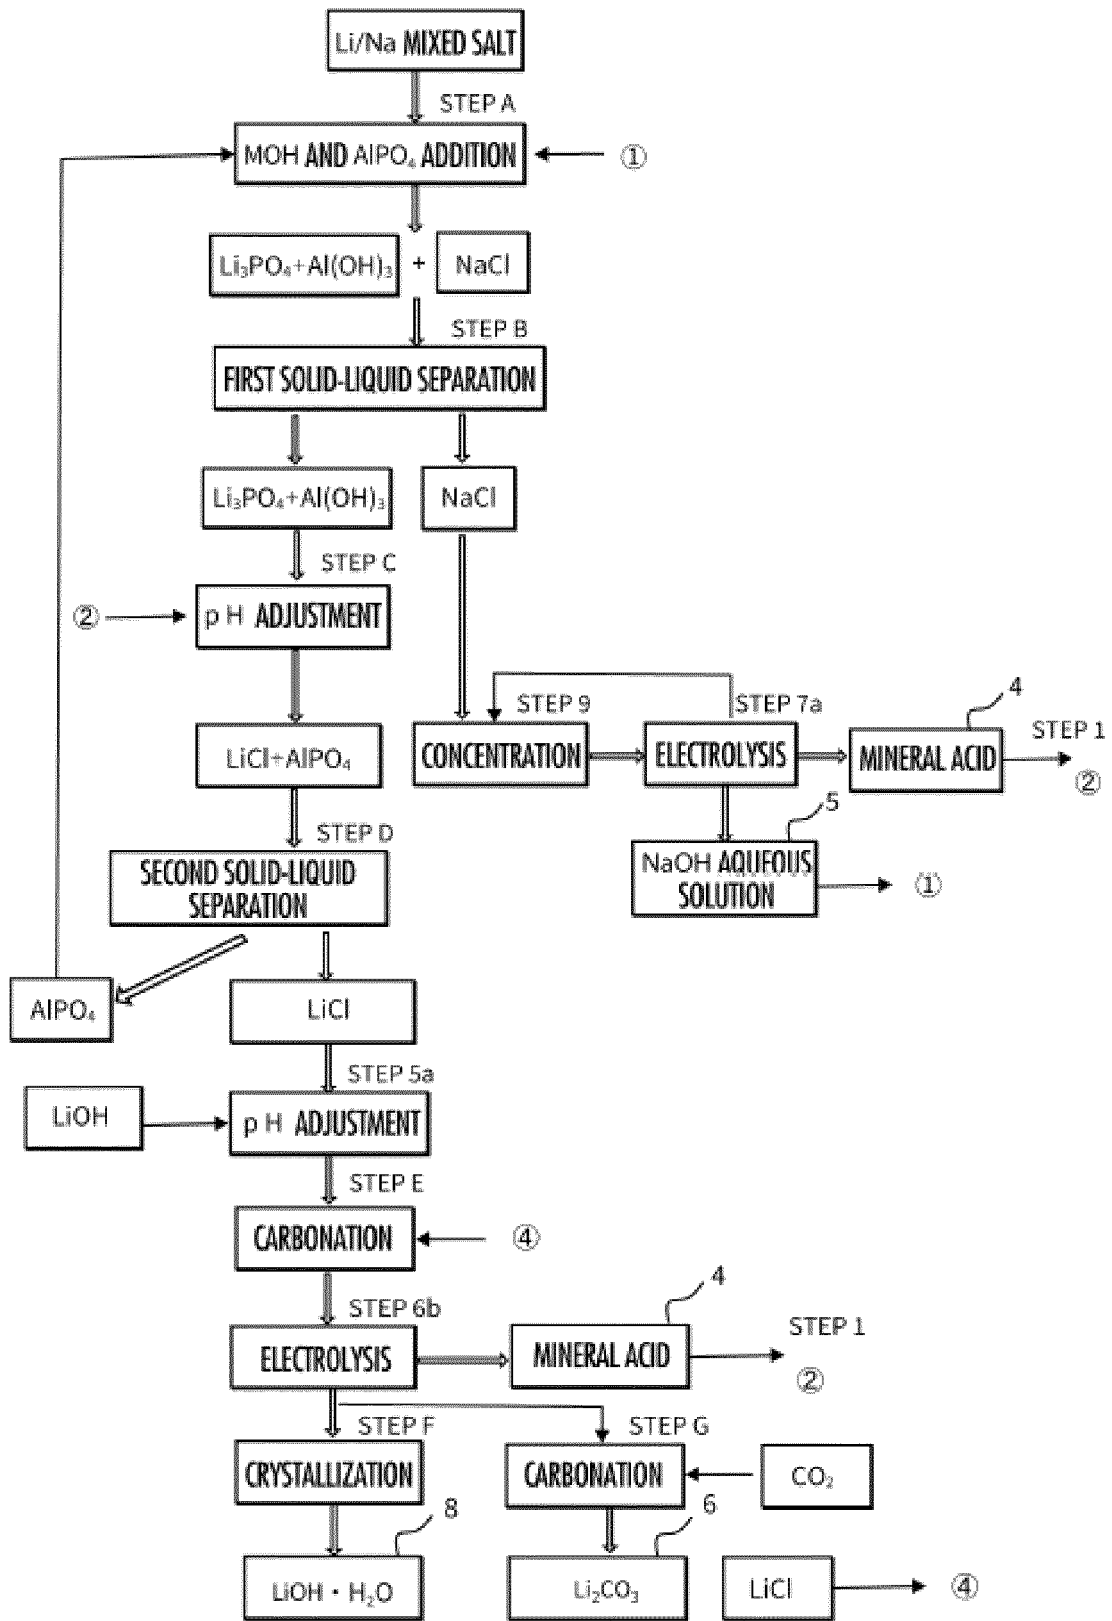 Li/Na MIXED SALT
STEP A
MOH AND AlPO₄ ADDITION
①
Li₃PO₄+Al(OH)₃
+
NaCl
STEP B
FIRST SOLID-LIQUID SEPARATION
Li₃PO₄+Al(OH)₃
NaCl
STEP C
②
pH ADJUSTMENT
LiCl+AlPO₄
STEP 9
STEP 7a
4
STEP 1
CONCENTRATION
ELECTROLYSIS
MINERAL ACID
②
STEP D
5
SECOND SOLID-LIQUID
SEPARATION
NaOH AQUEOUS
SOLUTION
①
AlPO₄
LiCl
STEP 5a
LiOH
pH ADJUSTMENT
STEP E
CARBONATION
④
STEP 6b
4
STEP 1
ELECTROLYSIS
MINERAL ACID
②
STEP F
STEP G
CRYSTALLIZATION
CARBONATION
CO₂
8
6
LiOH・H₂O
Li₂CO₃
LiCl
④